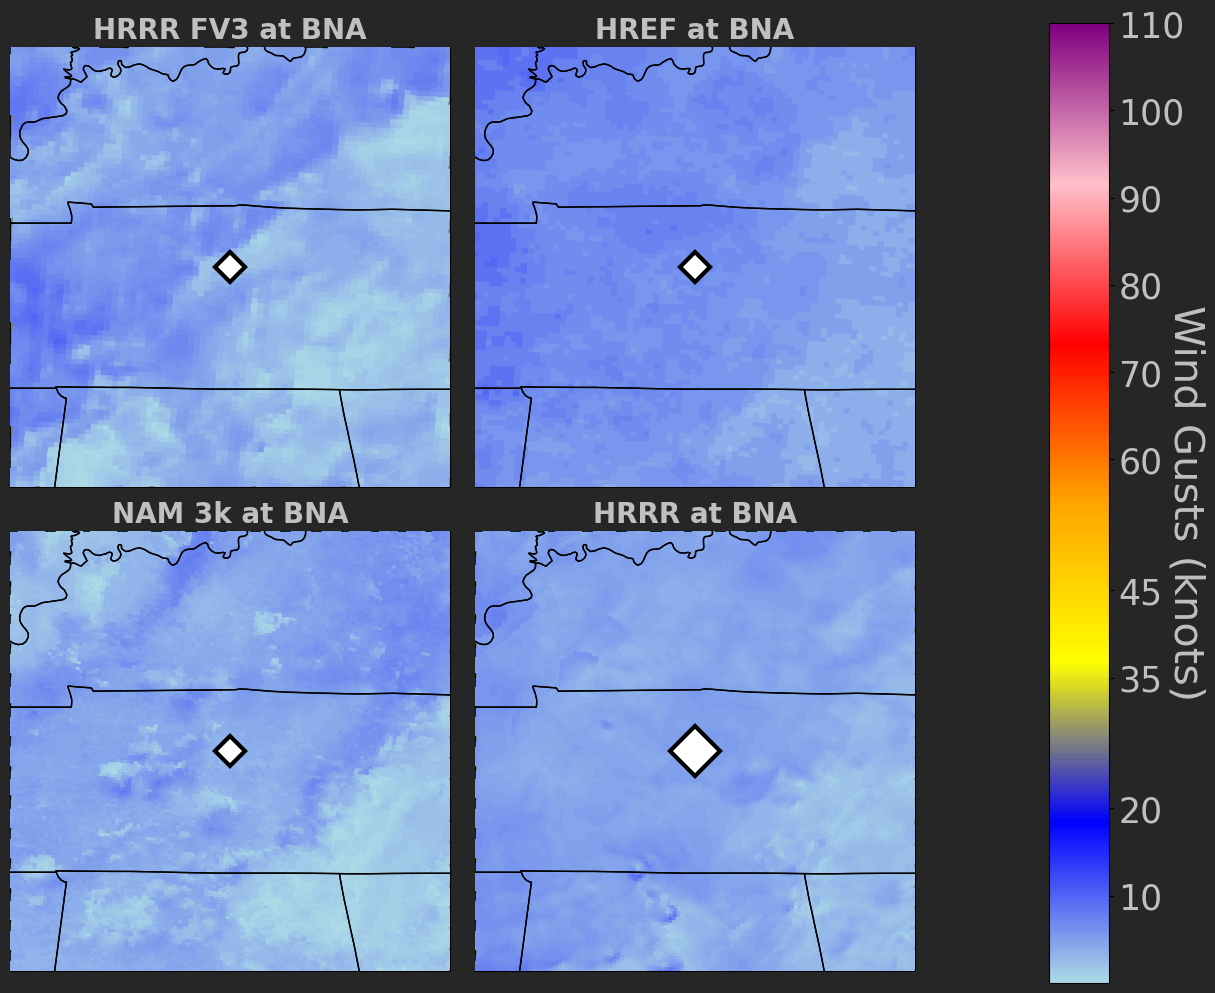 HRRR FV3 at BNA
HREF at BNA
NAM 3k at BNA
HRRR at BNA
110
100
90
80
70
60
45
35
20
10
Wind Gusts (knots)